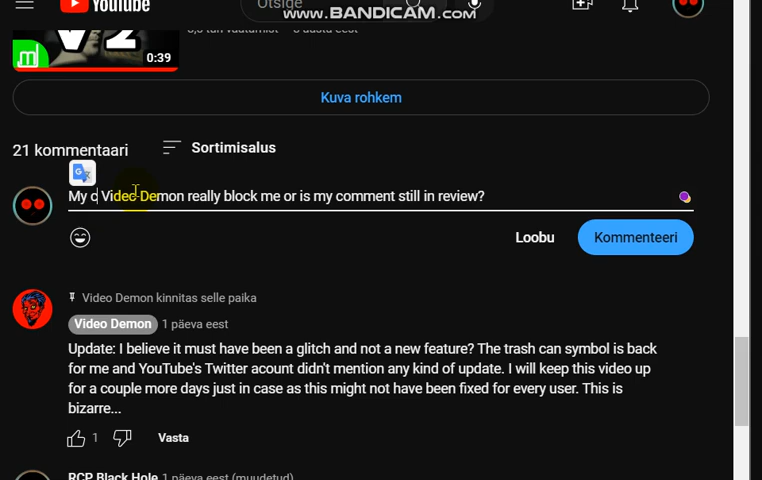 YouTube
Otsige
www.BANDICAM.com
V2
0:39
Kuva rohkem
21 kommentaari
Sortimisalus
My c Video Demon really block me or is my comment still in review?
Loobu
Kommenteeri
Video Demon kinnitas selle paika
Video Demon 1 päeva eest
Update: I believe it must have been a glitch and not a new feature? The trash can symbol is back
for me and YouTube's Twitter acount didn't mention any kind of update. I will keep this video up
for a couple more days just in case as this might not have been fixed for every user. This is
bizarre...
1
Vasta
RCP Black Hole 1 päeva eest (muudetud)